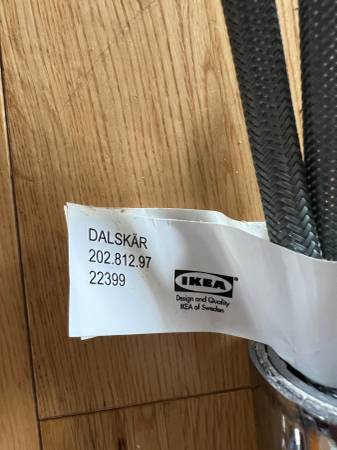 DALSKÄR
202.812.97
22399
IKEA
Design and Quality
IKEA of Sweden